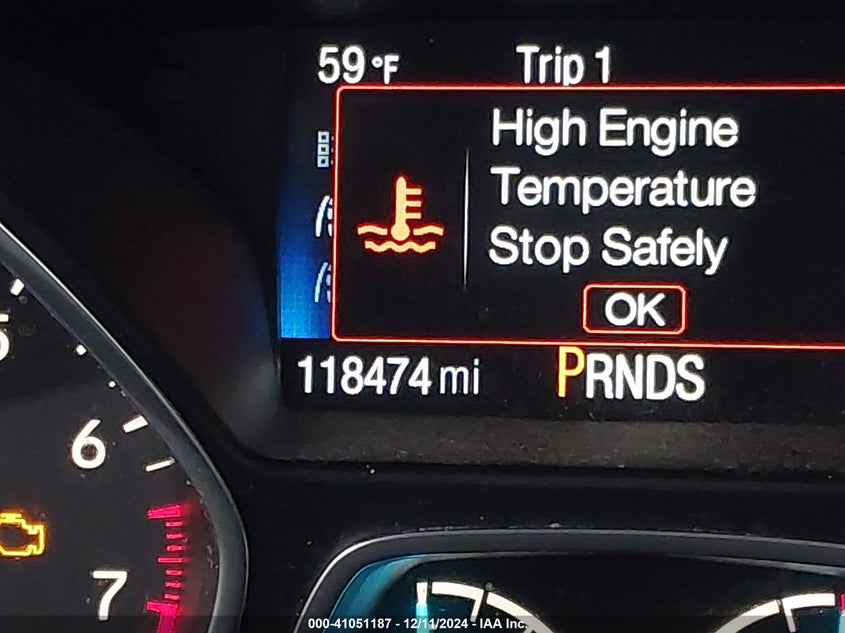 59°F Trip 1
High Engine
Temperature
Stop Safely
OK
118474 mi PRNDS
5
6
7
000-41051187 - 12/11/2024 - IAA Inc.